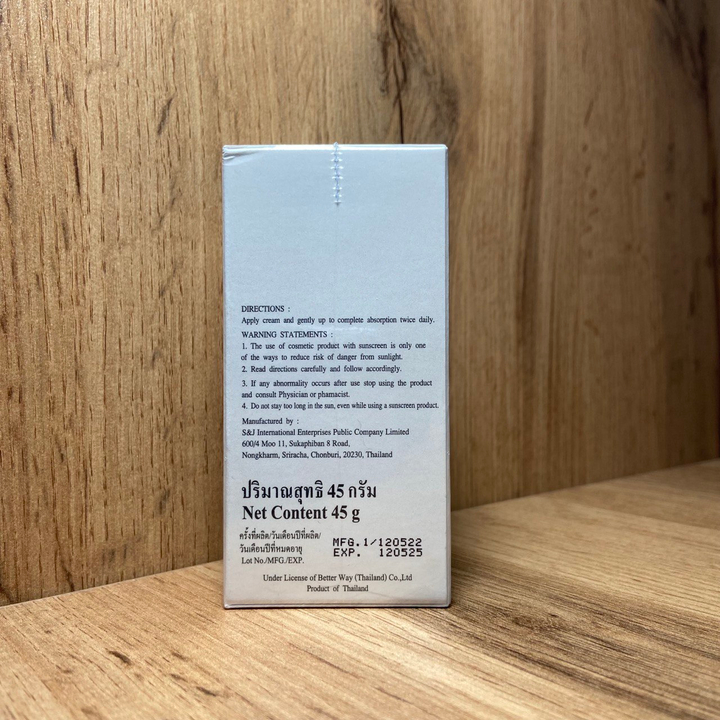 DIRECTIONS :
Apply cream and gently up to complete absorption twice daily.
WARNING STATEMENTS :
1. The use of cosmetic product with sunscreen is only one
of the ways to reduce risk of danger from sunlight.
2. Read directions carefully and follow accordingly.
3. If any abnormality occurs after use stop using the product
and consult Physician or phamacist.
4. Do not stay too long in the sun, even while using a sunscreen product.
Manufactured by :
S&J International Enterprises Public Company Limited
600/4 Moo 11, Sukaphiban 8 Road,
Nongkharm, Sriracha, Chonburi, 20230, Thailand
ปริมาณสุทธิ 45 กรัม
Net Content 45 g
ครั้งที่ผลิต/วันเดือนปีที่ผลิต/
วันเดือนปีที่หมดอายุ
Lot No./MFG./EXP.
MFG.1/120522
EXP. 120525
Under License of Better Way (Thailand) Co.,Ltd
Product of Thailand